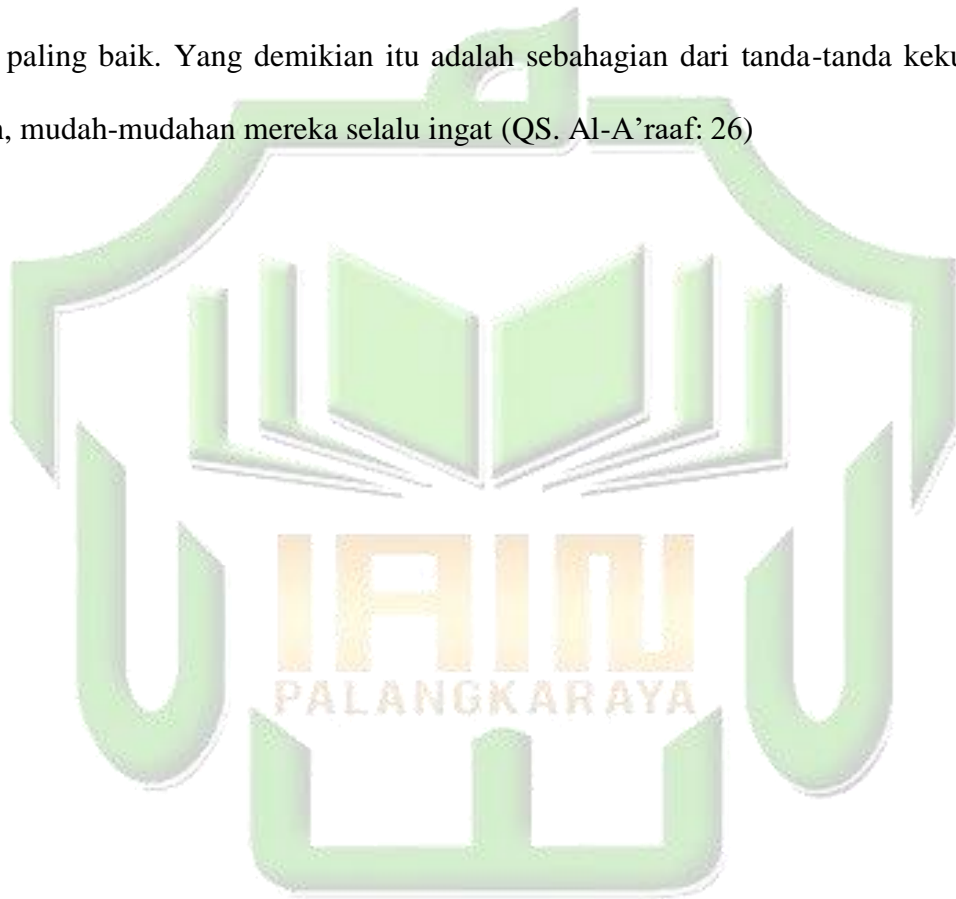 paling baik. Yang demikian itu adalah sebahagian dari tanda-tanda
mudah-mudahan mereka selalu ingat (QS. Al-A’raaf: 26)
IAIN
PALANGKARAYA